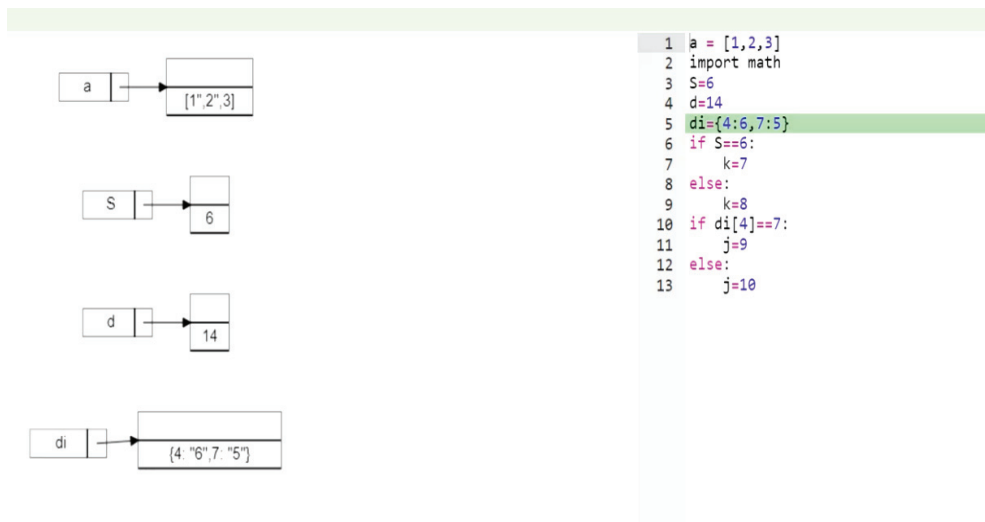 a
[1",2",3]
S
6
d
14
di
{4: "6",7: "5"}
1 a = [1,2,3]
2 import math
3 S=6
4 d=14
5 di={4:6,7:5}
6 if S==6:
7     k=7
8 else:
9     k=8
10 if di[4]==7:
11     j=9
12 else:
13     j=10